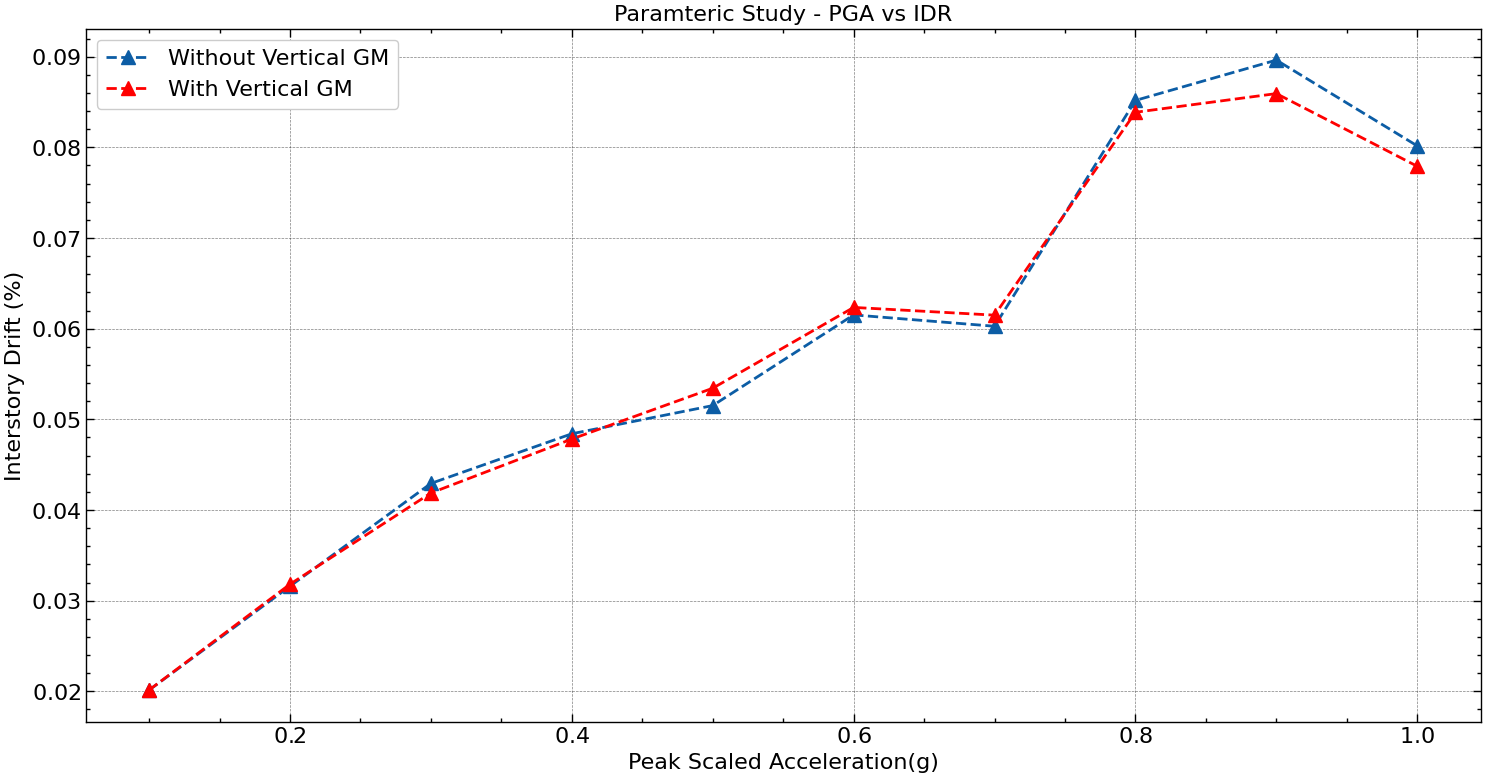 Paramteric Study - PGA vs IDR
Without Vertical GM
With Vertical GM
Interstory Drift (%)
0.09
0.08
0.07
0.06
0.05
0.04
0.03
0.02
0.2 0.4 0.6 0.8 1.0
Peak Scaled Acceleration(g)